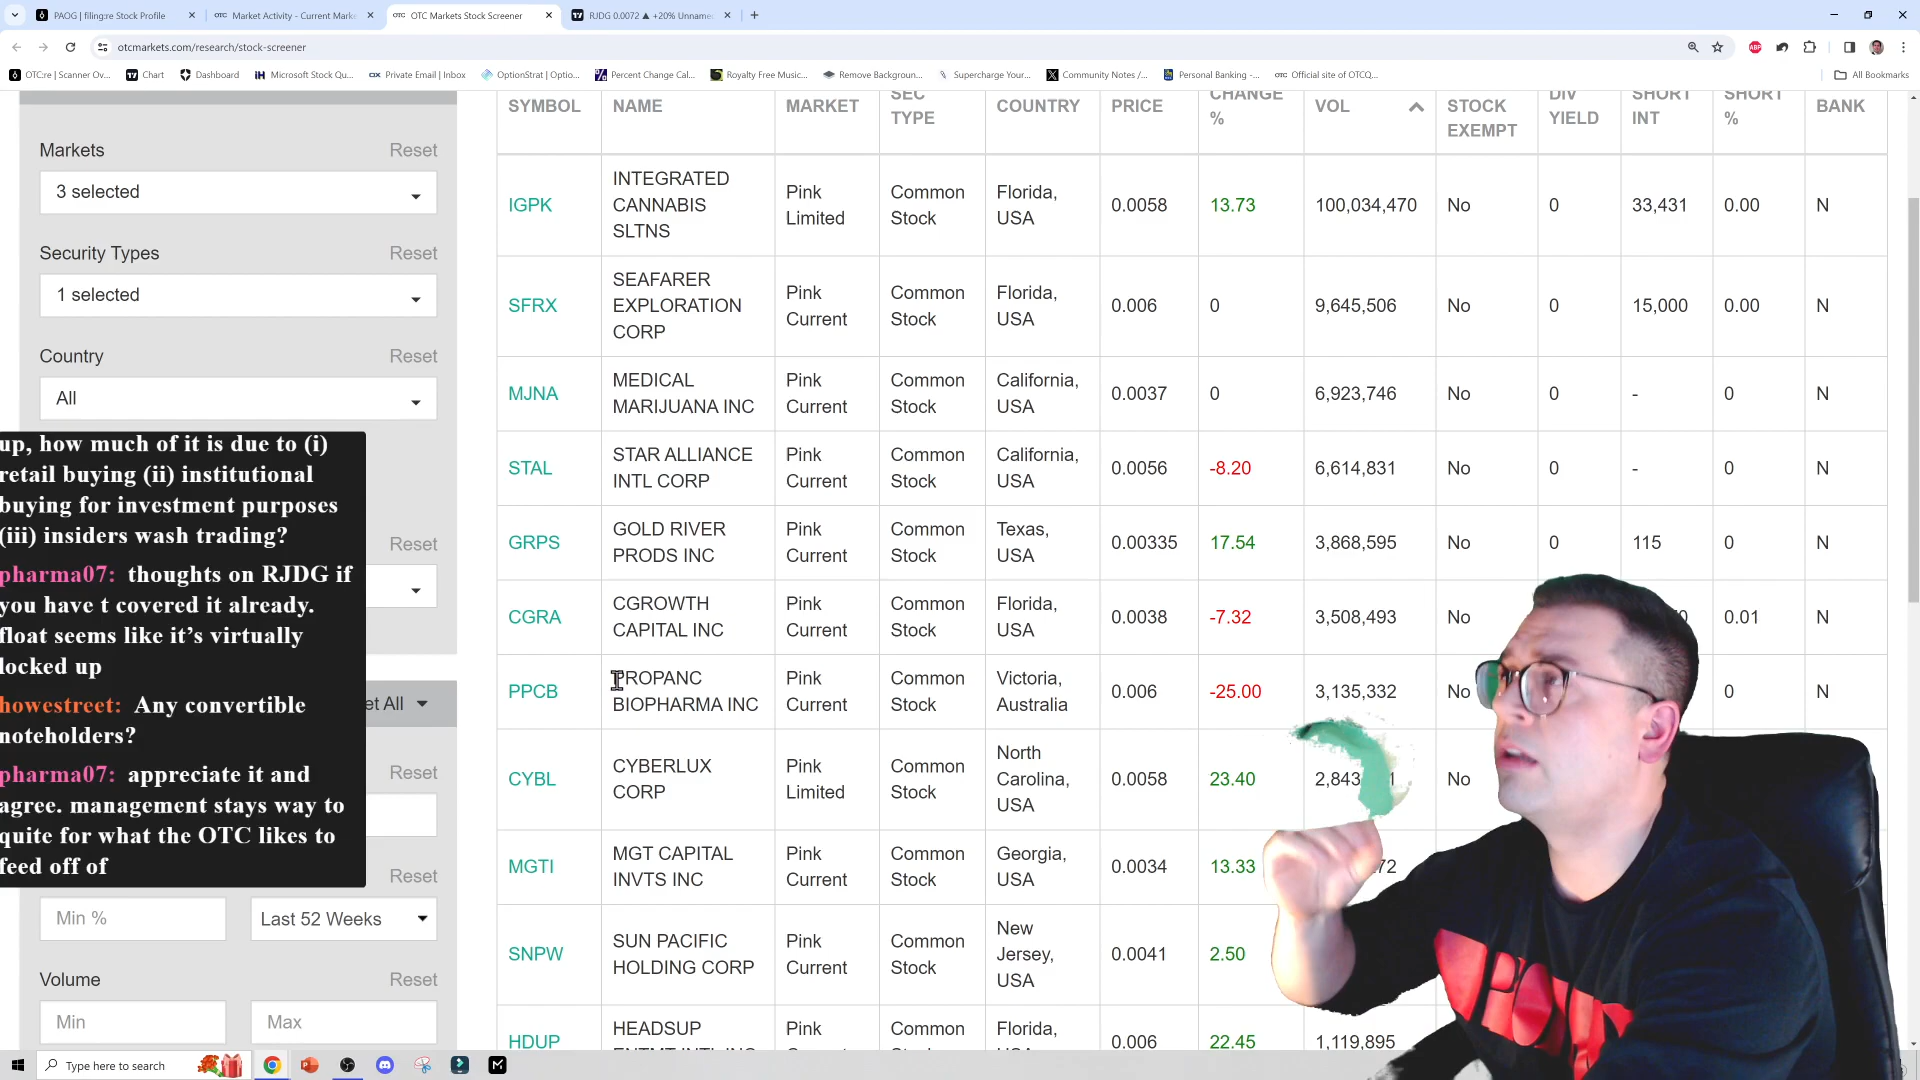 PAOG | filing:re Stock Profile
Market Activity - Current Mark
OTC Markets Stock Screener
RJDG 0.0072 ▲ +20% Unname
otcmarkets.com/research/stock-screener
OTC:re | Scanner Ov...
Chart
Dashboard
Microsoft Stock Qu...
Private Email | Inbox
OptionStrat | Optio...
Percent Change Cal...
Royalty Free Music...
Remove Backgroun...
Supercharge Your...
Community Notes /...
Personal Banking -...
Official site of OTCQ...
All Bookmarks
SYMBOL NAME MARKET SEC TYPE COUNTRY PRICE CHANGE % VOL STOCK EXEMPT DIV YIELD SHORT INT SHORT % BANK
IGPK INTEGRATED CANNABIS SLTNS Pink Limited Common Stock Florida, USA 0.0058 13.73 100,034,470 No 0 33,431 0.00 N
SFRX SEAFARER EXPLORATION CORP Pink Current Common Stock Florida, USA 0.006 0 9,645,506 No 0 15,000 0.00 N
MJNA MEDICAL MARIJUANA INC Pink Current Common Stock California, USA 0.0037 0 6,923,746 No 0 - 0 N
STAL STAR ALLIANCE INTL CORP Pink Current Common Stock California, USA 0.0056 -8.20 6,614,831 No 0 - 0 N
GRPS GOLD RIVER PRODS INC Pink Current Common Stock Texas, USA 0.00335 17.54 3,868,595 No 0 115 0 N
CGRA CGROWTH CAPITAL INC Pink Current Common Stock Florida, USA 0.0038 -7.32 3,508,493 No 0.01 N
PPCB PROPANC BIOPHARMA INC Pink Current Common Stock Victoria, Australia 0.006 -25.00 3,135,332 No 0 N
CYBL CYBERLUX CORP Pink Limited Common Stock North Carolina, USA 0.0058 23.40 2,843 No
MGTI MGT CAPITAL INVTS INC Pink Current Common Stock Georgia, USA 0.0034 13.33
SNPW SUN PACIFIC HOLDING CORP Pink Current Common Stock New Jersey, USA 0.0041 2.50
HDUP HEADSUP ENTMT INTL INC Pink Common Florida, 0.006 22.45 1,119,895
Markets Reset
3 selected
Security Types Reset
1 selected
Country Reset
All
up, how much of it is due to (i)
retail buying (ii) institutional
buying for investment purposes
(iii) insiders wash trading?
pharma07: thoughts on RJDG if
you have t covered it already.
float seems like it's virtually
locked up
howestreet: Any convertible
noteholders?
pharma07: appreciate it and
agree. management stays way to
quite for what the OTC likes to
feed off of
Reset
et All
Reset
Reset
Min %
Last 52 Weeks
Volume Reset
Min
Max
Type here to search